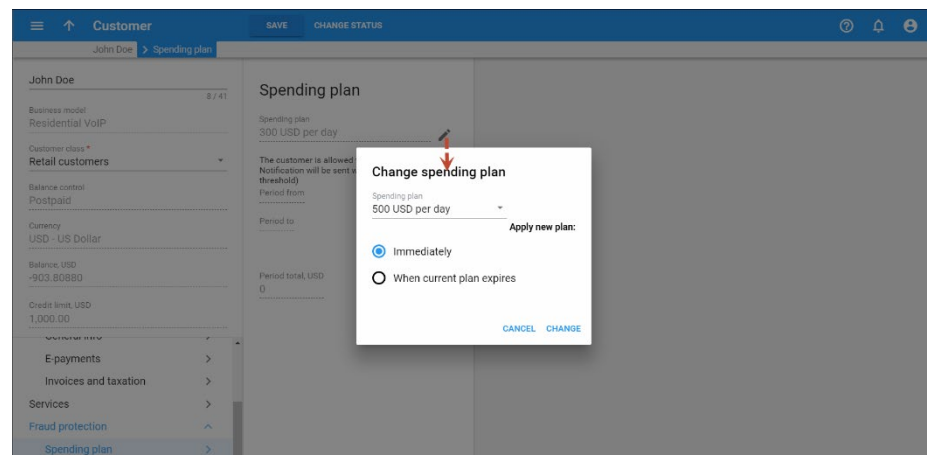 Customer
SAVE
CHANGE STATUS
John Doe
Spending plan
John Doe
8 / 41
Business model
Residential VoIP
Customer class *
Retail customers
Balance control
Postpaid
Currency
USD - US Dollar
Balance, USD
-903.80880
Credit limit, USD
1,000.00
General info
E-payments
Invoices and taxation
Services
Fraud protection
Spending plan
Spending plan
Spending plan
300 USD per day
The customer is allowed
Notification will be sent
threshold)
Period from
Period to
Period total, USD
0
Change spending plan
Spending plan
500 USD per day
Apply new plan:
Immediately
When current plan expires
CANCEL
CHANGE